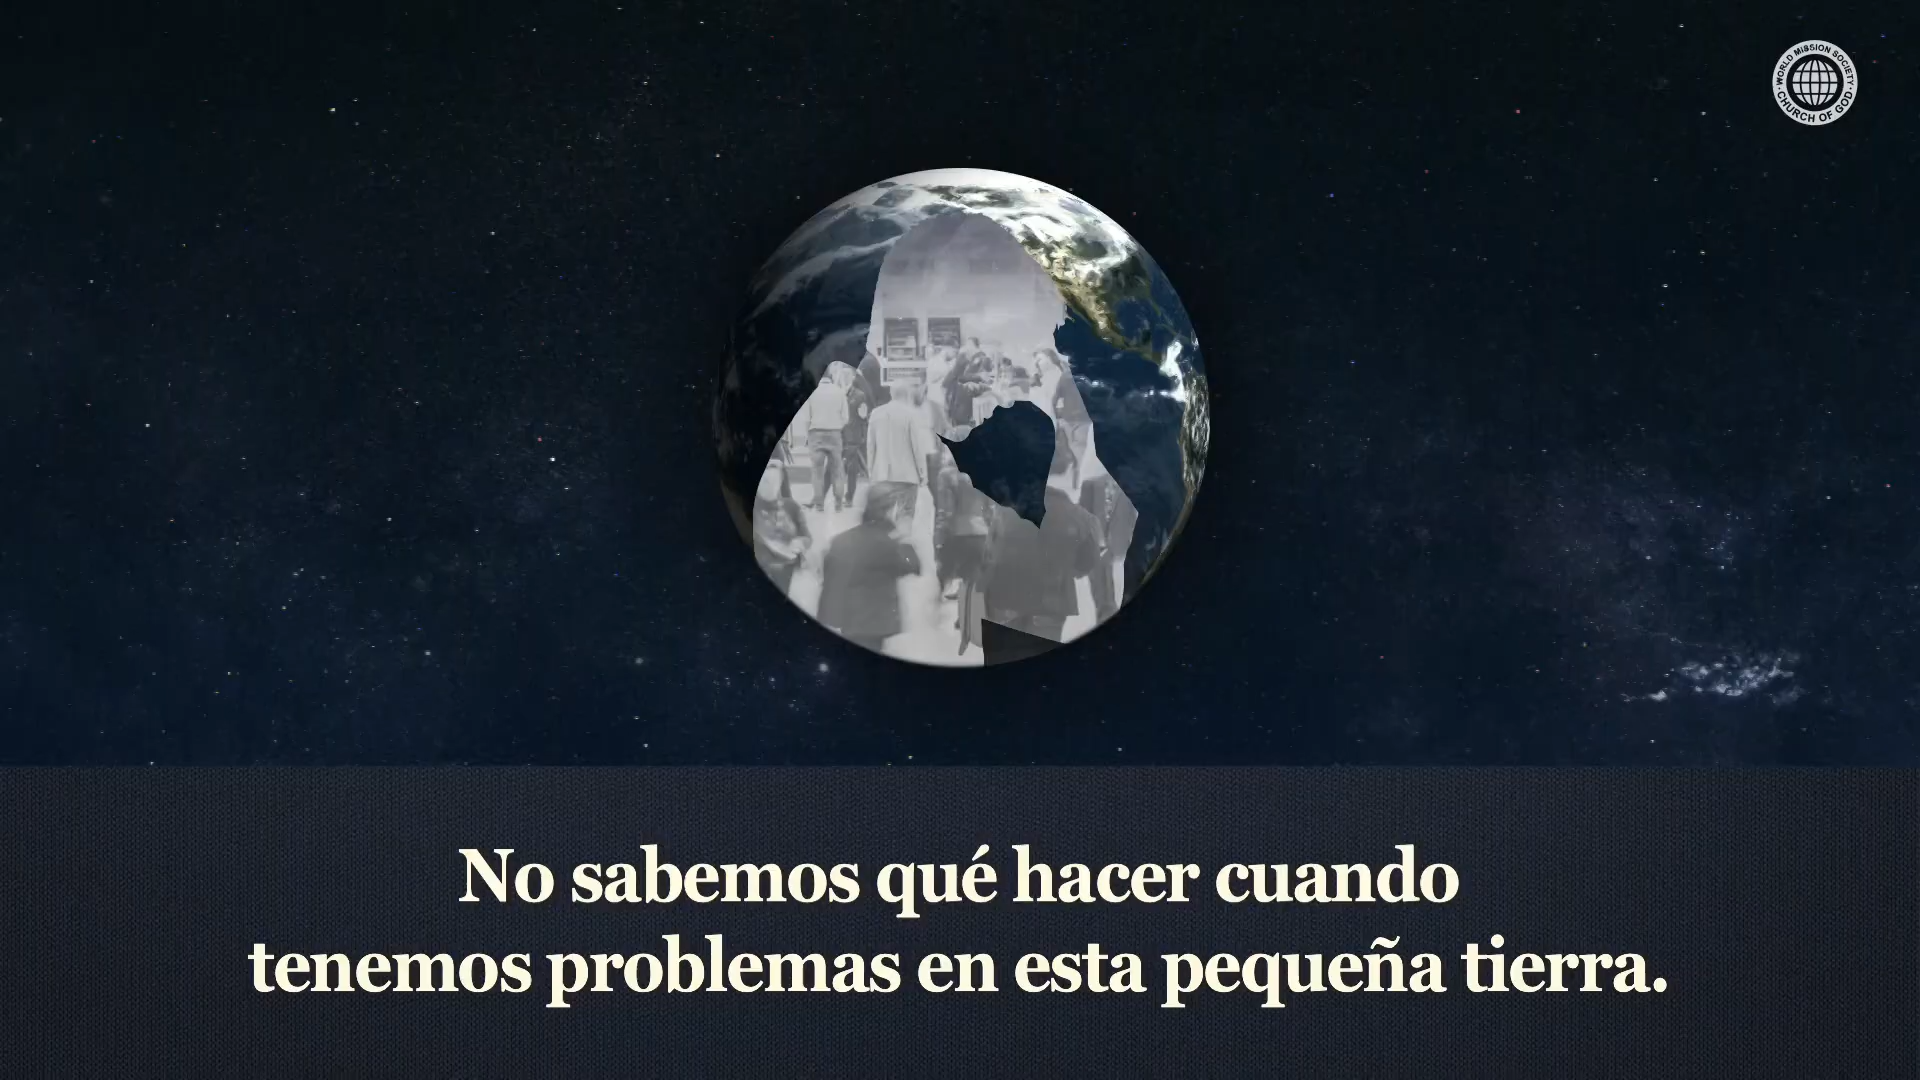 WORLD MISSION SOCIETY
CHURCH OF GOD
No sabemos qué hacer cuando
tenemos problemas en esta pequeña tierra.